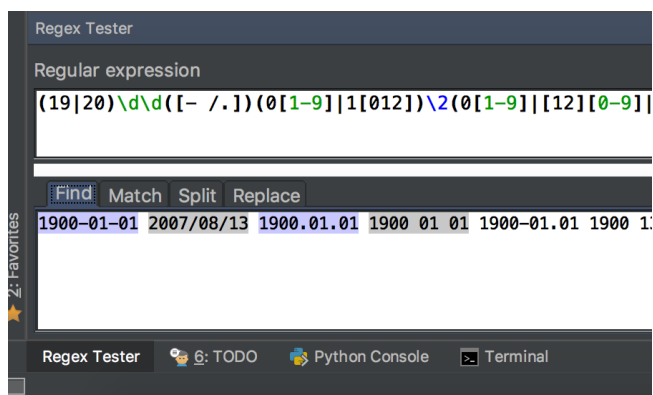 Regex Tester
Regular expression
(19|20)\d\d([- /.])(0[1-9]|1[012])\2(0[1-9]|[12][0-9]|
Find Match Split Replace
1900-01-01 2007/08/13 1900.01.01 1900 01 01 1900-01.01 1900 13
2: Favorites
Regex Tester 6: TODO Python Console Terminal